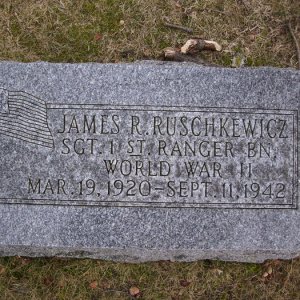 JAMES R. RUSCHKEWICZ
SGT. 1 ST. RANGER BN.
WORLD WAR II
MAR. 19, 1920 – SEPT. 11, 1942